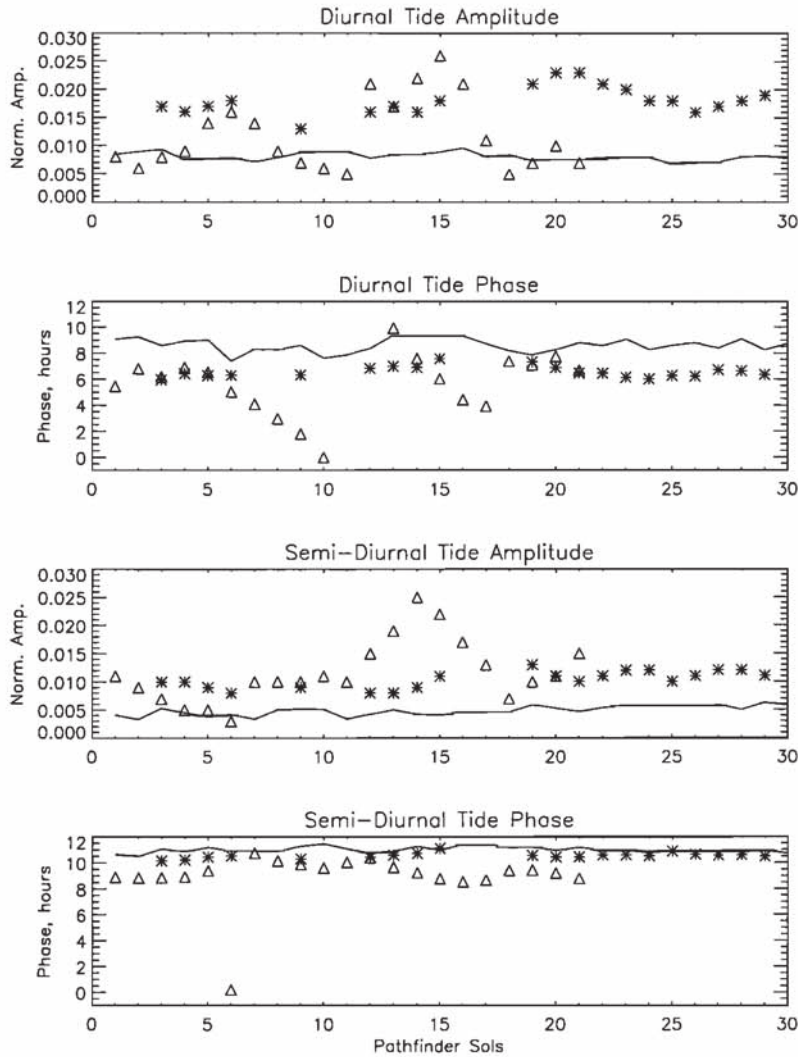 Diurnal Tide Amplitude
Norm. Amp.
0.030
0.025
0.020
0.015
0.010
0.005
0.000
0 5 10 15 20 25 30
Diurnal Tide Phase
Phase, hours
12
10
8
6
4
2
0
0 5 10 15 20 25 30
Semi-Diurnal Tide Amplitude
Norm. Amp.
0.030
0.025
0.020
0.015
0.010
0.005
0.000
0 5 10 15 20 25 30
Semi-Diurnal Tide Phase
Phase, hours
12
10
8
6
4
2
0
0 5 10 15 20 25 30
Pathfinder Sols